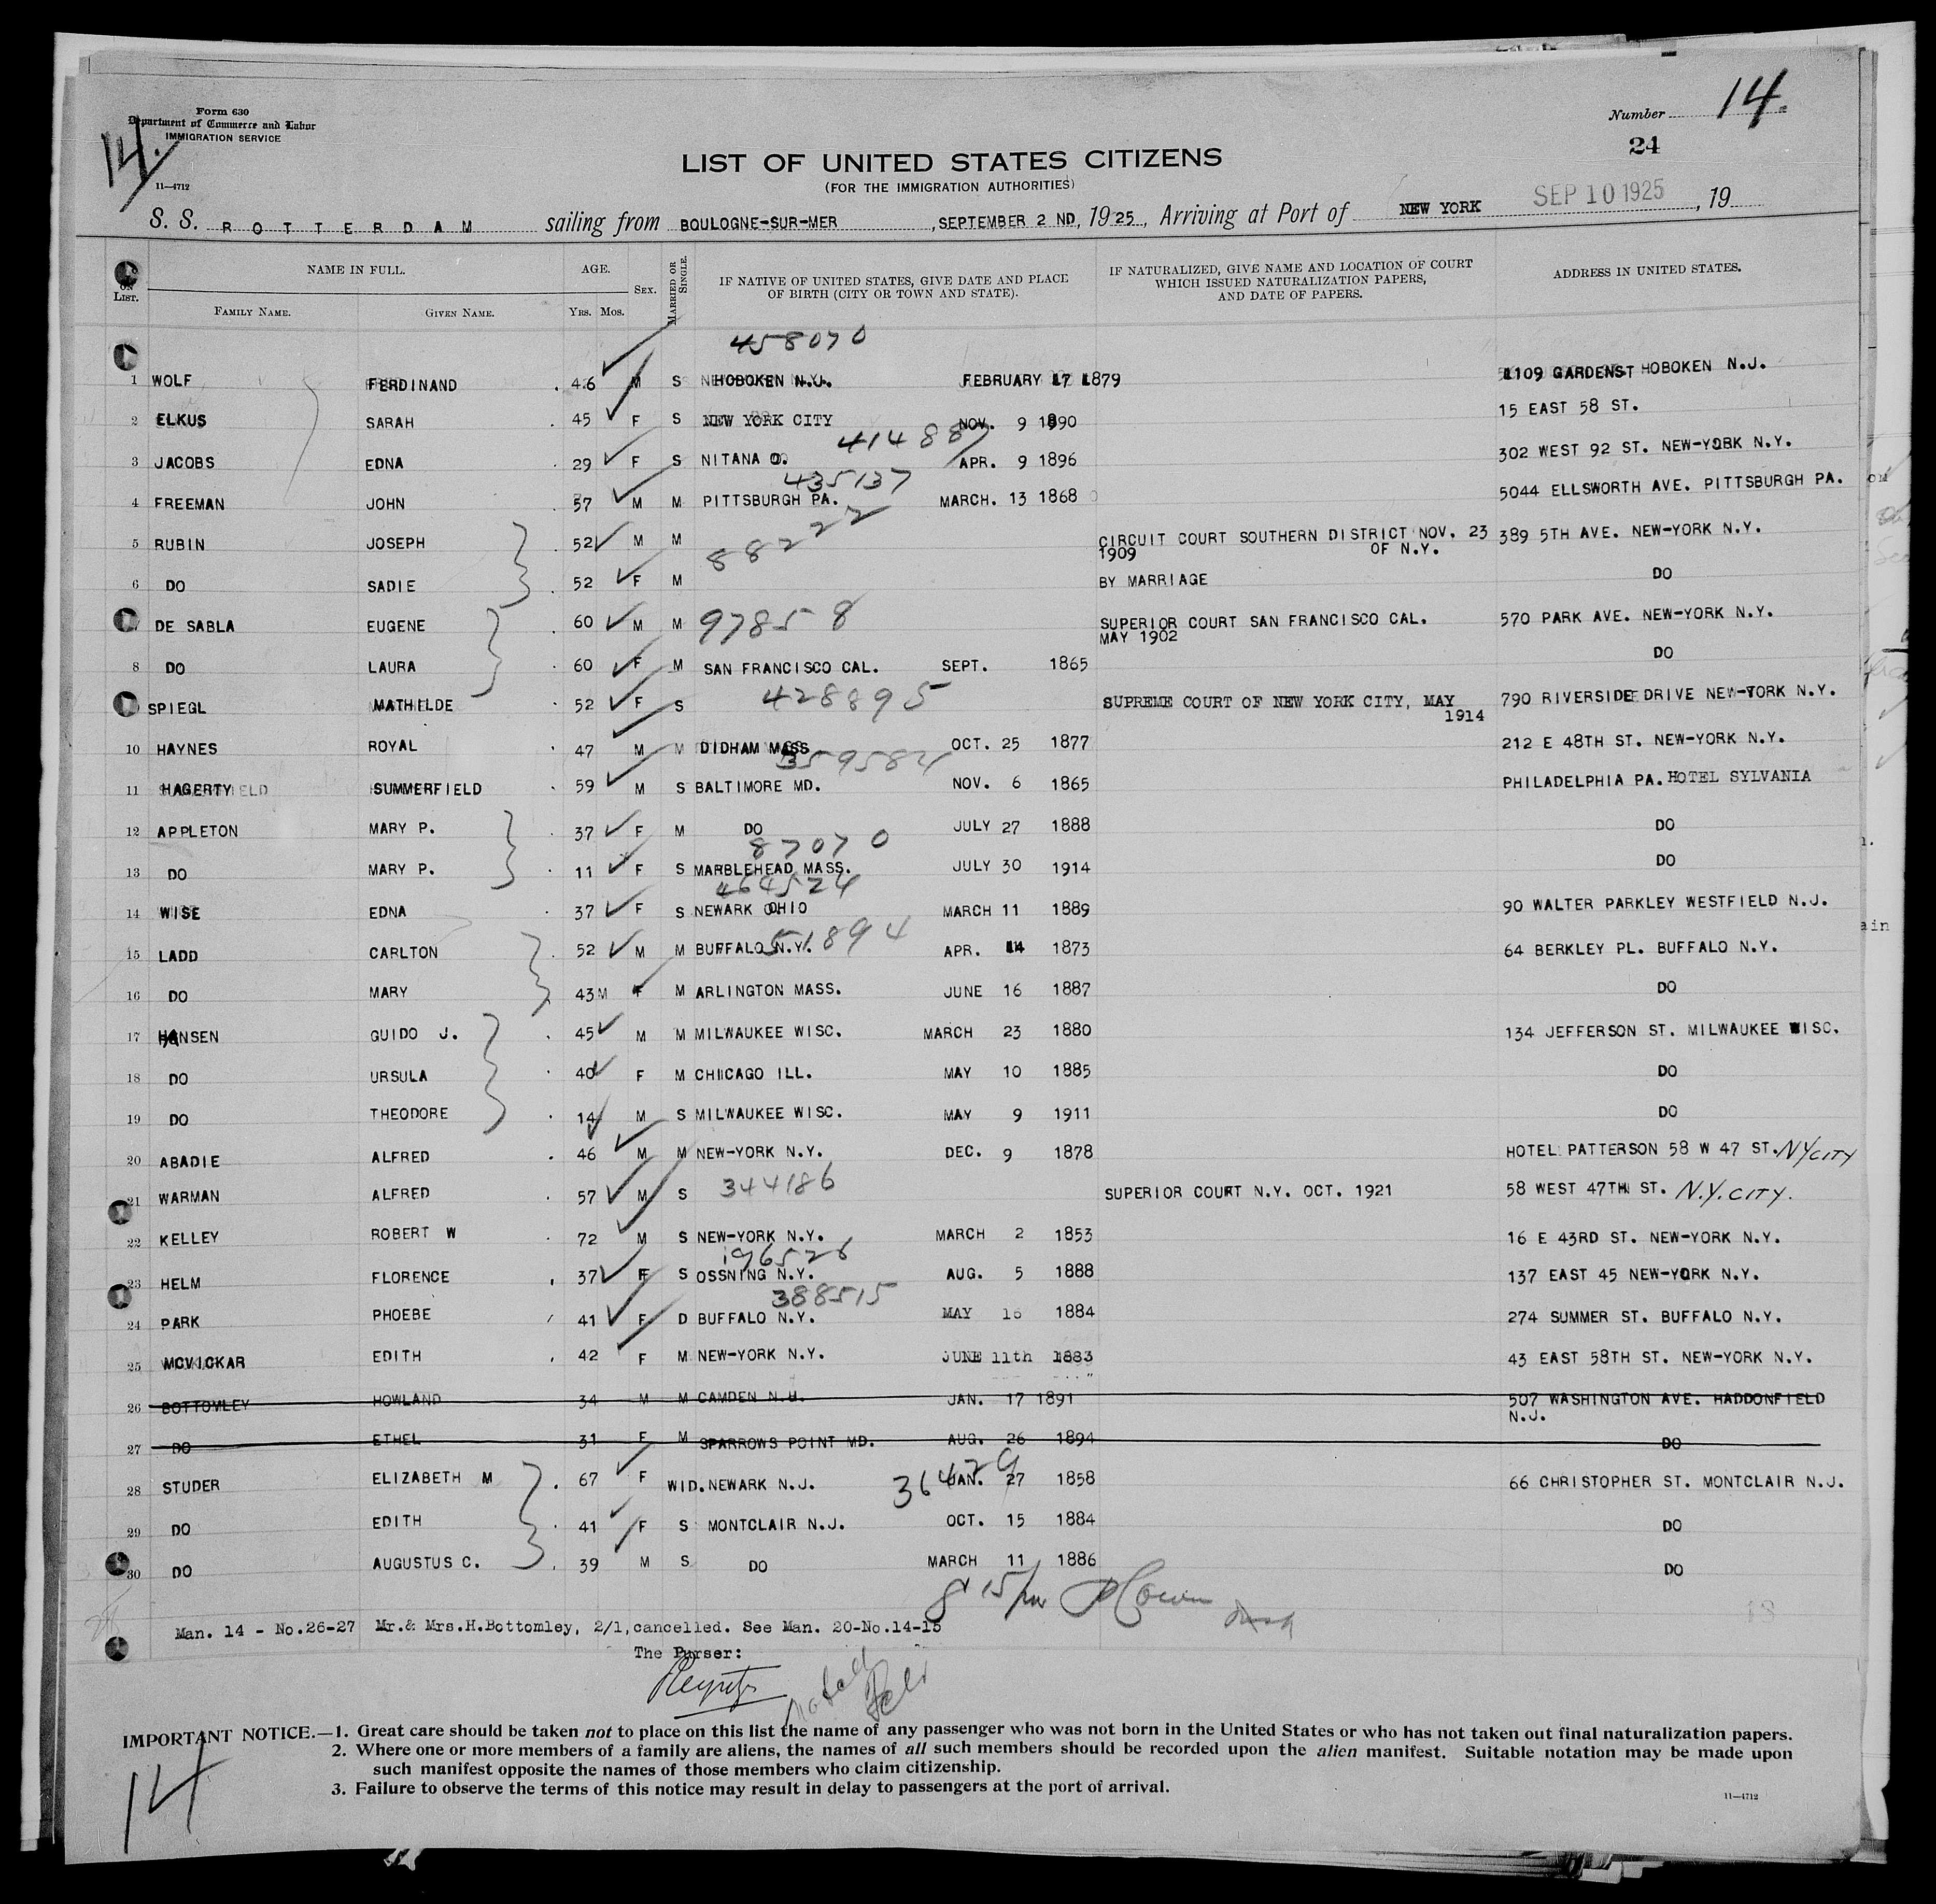 Form 630
Department of Commerce and Labor
IMMIGRATION SERVICE
14.
11—4712
Number 14
24
LIST OF UNITED STATES CITIZENS
(FOR THE IMMIGRATION AUTHORITIES)
S. S. ROTTERDAM sailing from BOULOGNE-SUR-MER, SEPTEMBER 2 ND, 1925, Arriving at Port of NEW YORK SEP 10 1925, 19
ON LIST. NAME IN FULL. AGE. SEX. MARRIED OR SINGLE. IF NATIVE OF UNITED STATES, GIVE DATE AND PLACE OF BIRTH (CITY OR TOWN AND STATE). IF NATURALIZED, GIVE NAME AND LOCATION OF COURT WHICH ISSUED NATURALIZATION PAPERS, AND DATE OF PAPERS. ADDRESS IN UNITED STATES.
FAMILY NAME. GIVEN NAME. YRS. MOS.
458070
1 WOLF FERDINAND 46 M S HOBOKEN N.J. FEBRUARY 17 1879 1109 GARDENST HOBOKEN N.J.
2 ELKUS SARAH 45 F S NEW YORK CITY NOV. 9 1890 15 EAST 58 ST.
41488
3 JACOBS EDNA 29 F S NITANA O. APR. 9 1896 302 WEST 92 ST. NEW-YORK N.Y.
435137
4 FREEMAN JOHN 57 M M PITTSBURGH PA. MARCH. 13 1868 5044 ELLSWORTH AVE. PITTSBURGH PA.
88222
5 RUBIN JOSEPH 52 M M CIRCUIT COURT SOUTHERN DISTRICT NOV. 23 389 5TH AVE. NEW-YORK N.Y.
1909 OF N.Y.
6 DO SADIE 52 F M BY MARRIAGE DO
7 DE SABLA EUGENE 60 M M 97858 SUPERIOR COURT SAN FRANCISCO CAL. 570 PARK AVE. NEW-YORK N.Y.
MAY 1902
8 DO LAURA 60 F M SAN FRANCISCO CAL. SEPT. 1865 DO
SPIEGL MATHILDE 52 F S 428895 SUPREME COURT OF NEW YORK CITY, MAY 790 RIVERSIDE DRIVE NEW-YORK N.Y.
1914
10 HAYNES ROYAL 47 M M DIDHAM MASS OCT. 25 1877 212 E 48TH ST. NEW-YORK N.Y.
359584
11 HAGERTY SUMMERFIELD 59 M S BALTIMORE MD. NOV. 6 1865 PHILADELPHIA PA. HOTEL SYLVANIA
12 APPLETON MARY P. 37 F M DO JULY 27 1888 DO
87070
13 DO MARY P. 11 F S MARBLEHEAD MASS. JULY 30 1914 DO
464524
14 WISE EDNA 37 F S NEWARK OHIO MARCH 11 1889 90 WALTER PARKLEY WESTFIELD N.J.
51894
15 LADD CARLTON 52 M M BUFFALO N.Y. APR. 14 1873 64 BERKLEY PL. BUFFALO N.Y.
16 DO MARY 43 M F M ARLINGTON MASS. JUNE 16 1887 DO
17 HANSEN GUIDO J. 45 M M MILWAUKEE WISC. MARCH 23 1880 134 JEFFERSON ST. MILWAUKEE WISC.
18 DO URSULA 40 F M CHICAGO ILL. MAY 10 1885 DO
19 DO THEODORE 14 M S MILWAUKEE WISC. MAY 9 1911 DO
20 ABADIE ALFRED 46 M M NEW-YORK N.Y. DEC. 9 1878 HOTEL PATTERSON 58 W 47 ST. NYCITY
21 WARMAN ALFRED 57 M S 344186 SUPERIOR COURT N.Y. OCT. 1921 58 WEST 47TH ST. N.Y. CITY.
22 KELLEY ROBERT W 72 M S NEW-YORK N.Y. MARCH 2 1853 16 E 43RD ST. NEW-YORK N.Y.
196526
23 HELM FLORENCE 37 F S OSSNING N.Y. AUG. 5 1888 137 EAST 45 NEW-YORK N.Y.
388515
24 PARK PHOEBE 41 F D BUFFALO N.Y. MAY 16 1884 274 SUMMER ST. BUFFALO N.Y.
25 MCVICKAR EDITH 42 F M NEW-YORK N.Y. JUNE 11th 1883 43 EAST 58TH ST. NEW-YORK N.Y.
26 BOTTOMLEY HOWLAND 34 M M CAMDEN N.J. JAN. 17 1891 507 WASHINGTON AVE. HADDONFIELD
N.J.
27 DO ETHEL 31 F M SPARROWS POINT MD. AUG. 26 1894 DO
28 STUDER ELIZABETH M 67 F WID. NEWARK N.J. 36429 JAN. 27 1858 66 CHRISTOPHER ST. MONTCLAIR N.J.
29 DO EDITH 41 F S MONTCLAIR N.J. OCT. 15 1884 DO
30 DO AUGUSTUS C. 39 M S DO MARCH 11 1886 DO
Man. 14 - No.26-27 Mr.& Mrs.H.Bottomley, 2/1, cancelled. See Man. 20-No.14-15
The Purser:
IMPORTANT NOTICE.—1. Great care should be taken not to place on this list the name of any passenger who was not born in the United States or who has not taken out final naturalization papers.
2. Where one or more members of a family are aliens, the names of all such members should be recorded upon the alien manifest. Suitable notation may be made upon
such manifest opposite the names of those members who claim citizenship.
3. Failure to observe the terms of this notice may result in delay to passengers at the port of arrival.
14
11—4712